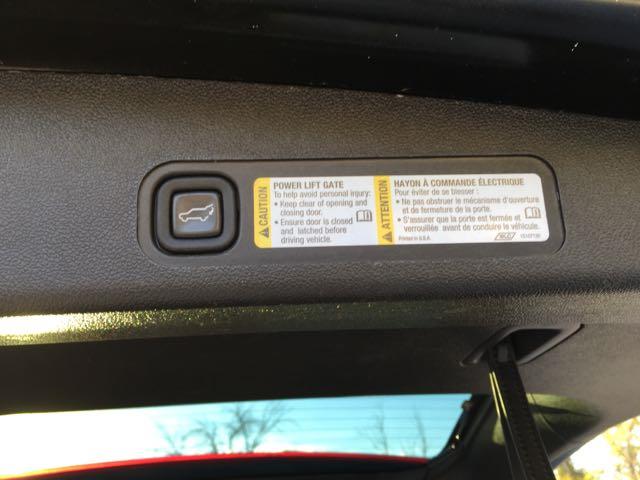 CAUTION
POWER LIFT GATE
To help avoid personal injury:
• Keep clear of opening and
closing door.
• Ensure door is closed
and latched before
driving vehicle.
ATTENTION
HAYON À COMMANDE ÉLECTRIQUE
Pour éviter de se blesser :
• Ne pas obstruer le mécanisme d'ouverture
et de fermeture de la porte.
• S'assurer que la porte est fermée et
verrouillée avant de conduire le véhicule.
Printed in U.S.A.